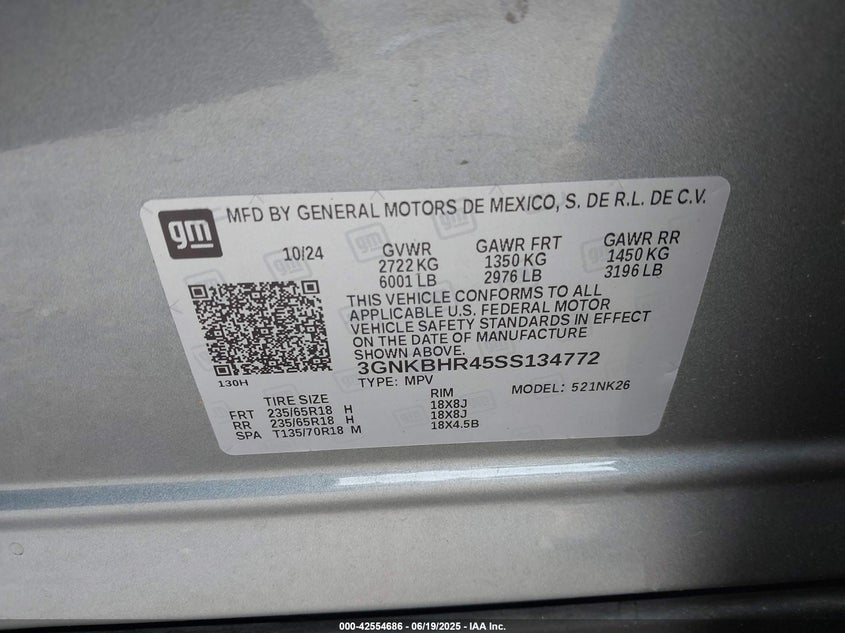 gm
MFD BY GENERAL MOTORS DE MEXICO, S. DE R.L. DE C.V.
10/24
GVWR
2722 KG
6001 LB
GAWR FRT
1350 KG
2976 LB
GAWR RR
1450 KG
3196 LB
THIS VEHICLE CONFORMS TO ALL
APPLICABLE U.S. FEDERAL MOTOR
VEHICLE SAFETY STANDARDS IN EFFECT
ON THE DATE OF MANUFACTURE
SHOWN ABOVE.
3GNKBHR45SS134772
130H
TYPE: MPV
MODEL: 521NK26
TIRE SIZE RIM
FRT 235/65R18 H 18X8J
RR 235/65R18 H 18X8J
SPA T135/70R18 M 18X4.5B
000-42554686 - 06/19/2025 - IAA Inc.